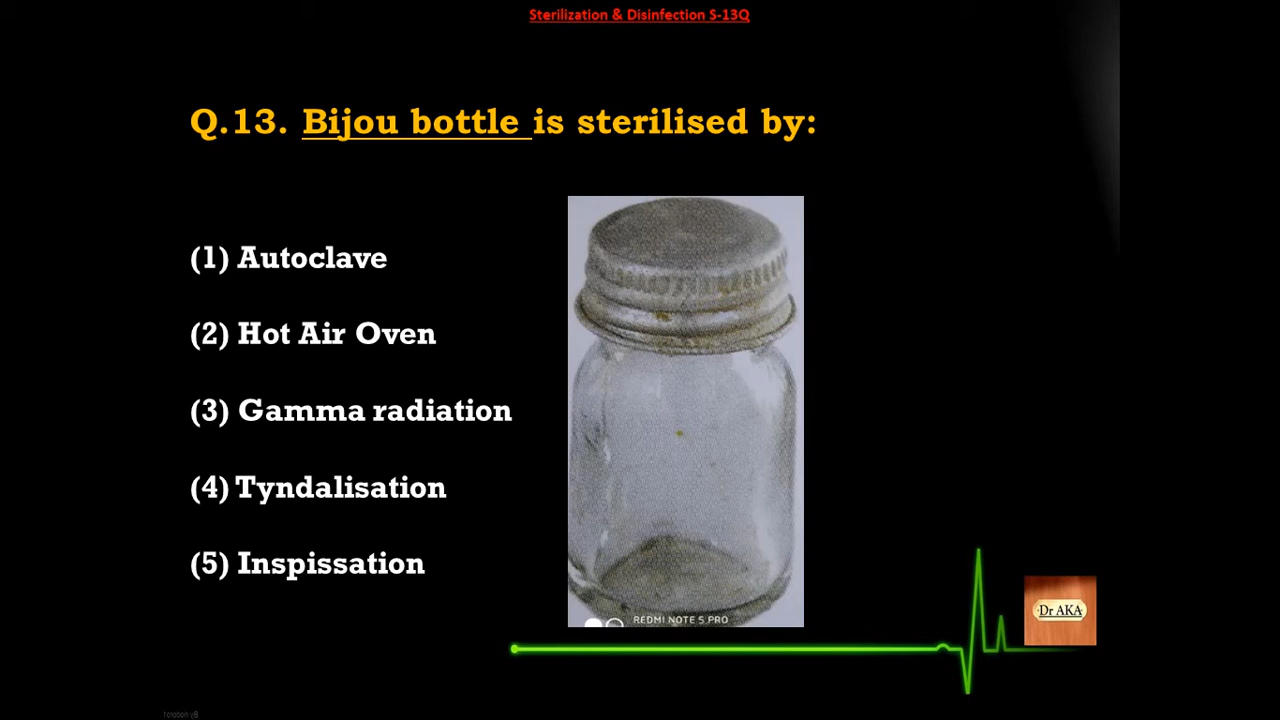 Sterilization & Disinfection S-13Q
Q.13. Bijou bottle is sterilised by:
(1) Autoclave
(2) Hot Air Oven
(3) Gamma radiation
(4) Tyndalisation
(5) Inspissation
REDMI NOTE 5 PRO
Dr AKA